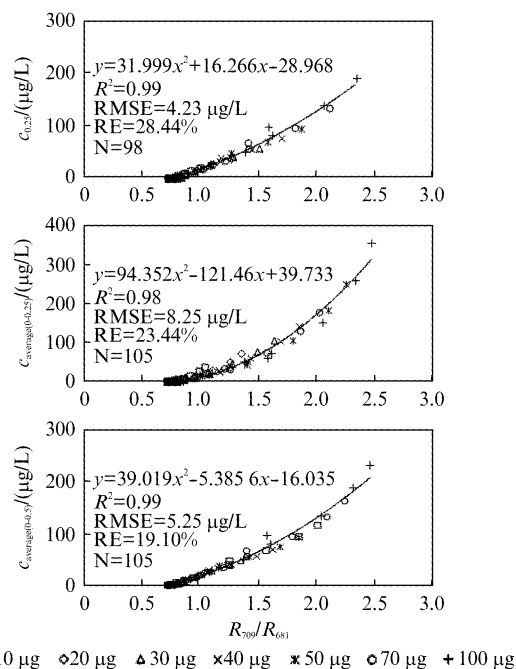 300
200
100
0
c0.25/(μg/L)
y=31.999x²+16.266x−28.968
R²=0.99
RMSE=4.23 μg/L
RE=28.44%
N=98
0 0.5 1.0 1.5 2.0 2.5 3.0
400
300
200
100
0
caverage(0-0.25)/(μg/L)
y=94.352x²−121.46x+39.733
R²=0.98
RMSE=8.25 μg/L
RE=23.44%
N=105
0 0.5 1.0 1.5 2.0 2.5 3.0
300
200
100
0
caverage(0-0.5)/(μg/L)
y=39.019x²−5.385 6x−16.035
R²=0.99
RMSE=5.25 μg/L
RE=19.10%
N=105
0 0.5 1.0 1.5 2.0 2.5 3.0
R709/R681
0 μg ◇20 μg △30 μg ×40 μg ✳50 μg ○70 μg +100 μg